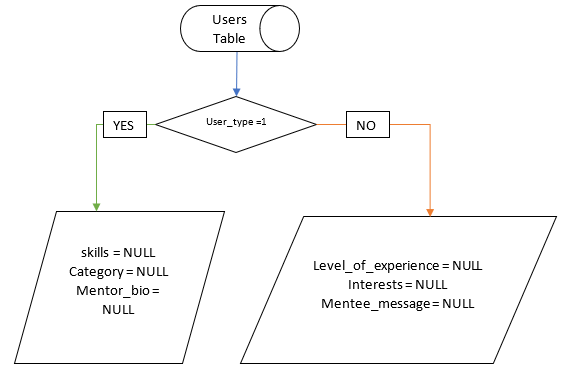 Users
Table
User_type =1
YES
NO
skills = NULL
Category = NULL
Mentor_bio =
NULL
Level_of_experience = NULL
Interests = NULL
Mentee_message = NULL